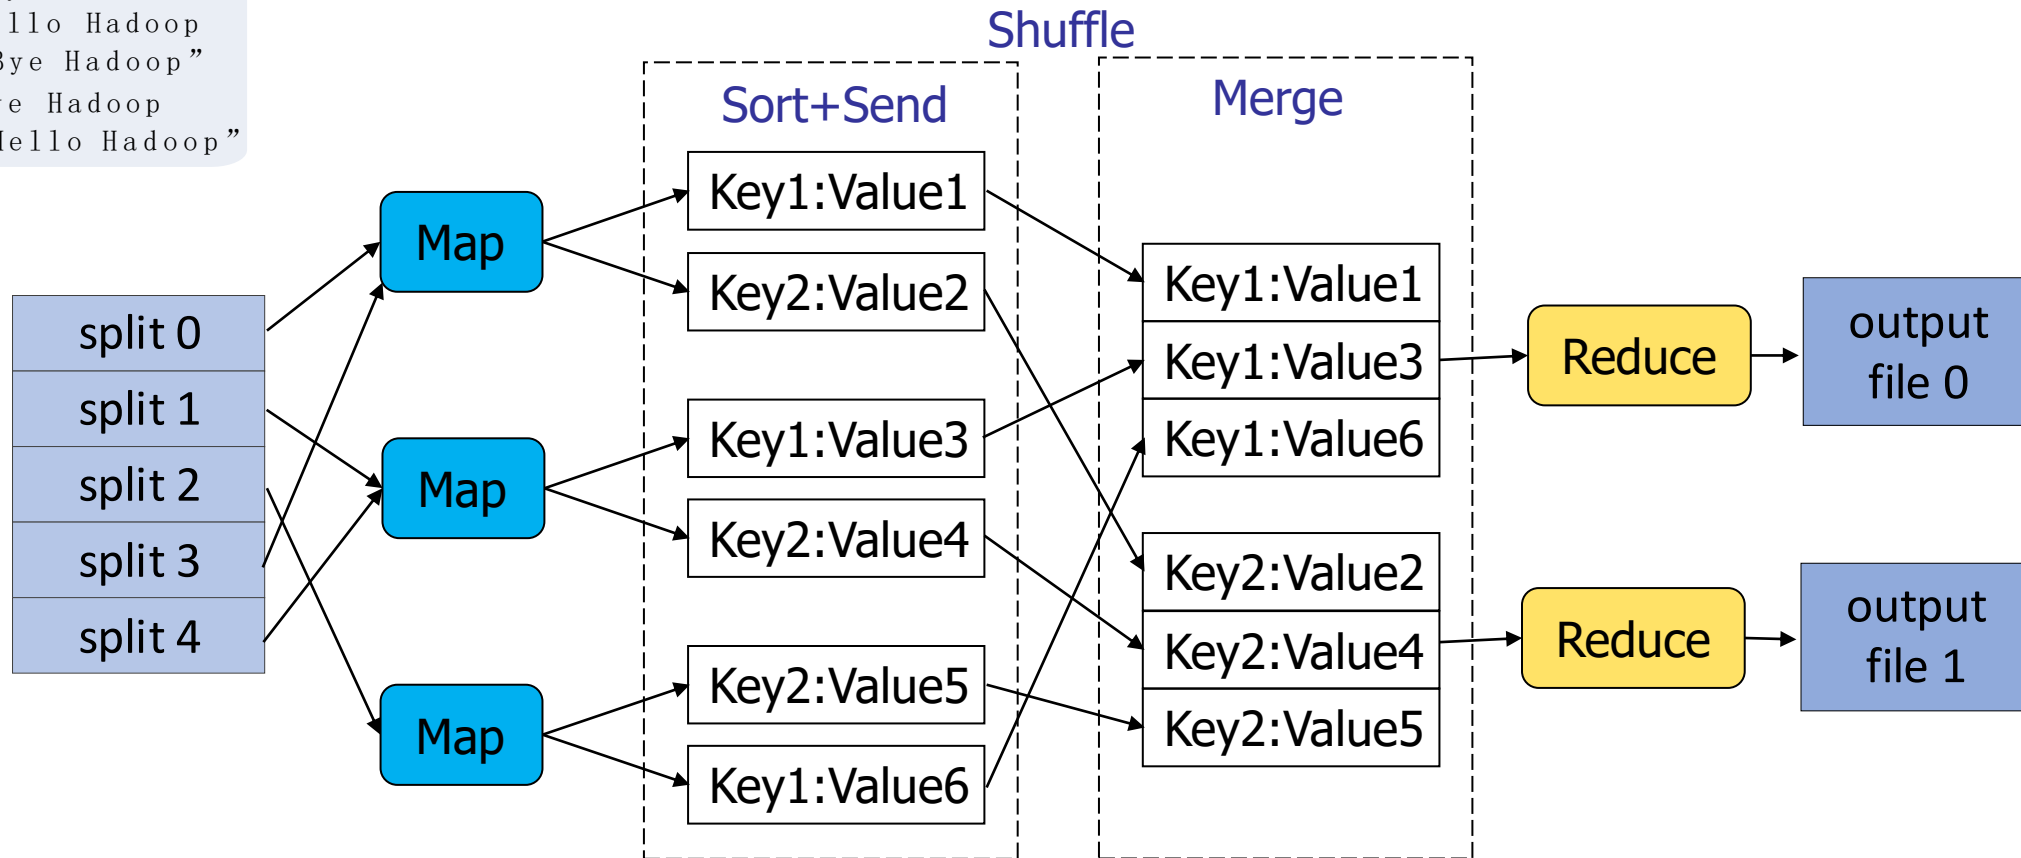 Hadoop
Bye Hadoop”
Hadoop
Hello Hadoop”
Shuffle
Sort+Send
Merge
Key1:Value1
Key2:Value2
Key1:Value3
Key2:Value4
Key2:Value5
Key1:Value6
Map
Map
Map
split 0
split 1
split 2
split 3
split 4
Key1:Value1
Key1:Value3
Key1:Value6
Key2:Value2
Key2:Value4
Key2:Value5
Reduce
Reduce
output
file 0
output
file 1